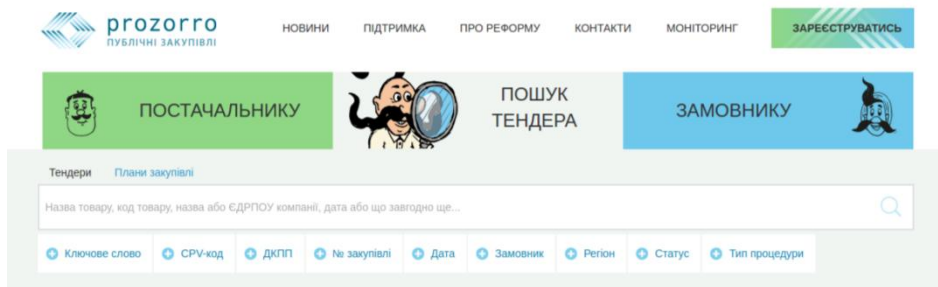 prozorro
ПУБЛІЧНІ ЗАКУПІВЛІ
НОВИНИ ПІДТРИМКА ПРО РЕФОРМУ КОНТАКТИ МОНІТОРИНГ ЗАРЕЄСТРУВАТИСЬ
ПОСТАЧАЛЬНИКУ
ПОШУК
ТЕНДЕРА
ЗАМОВНИКУ
Тендери Плани закупівлі
Назва товару, код товару, назва або ЄДРПОУ компанії, дата або що завгодно ще...
Ключове слово CPV-код ДКПП № закупівлі Дата Замовник Регіон Статус Тип процедури